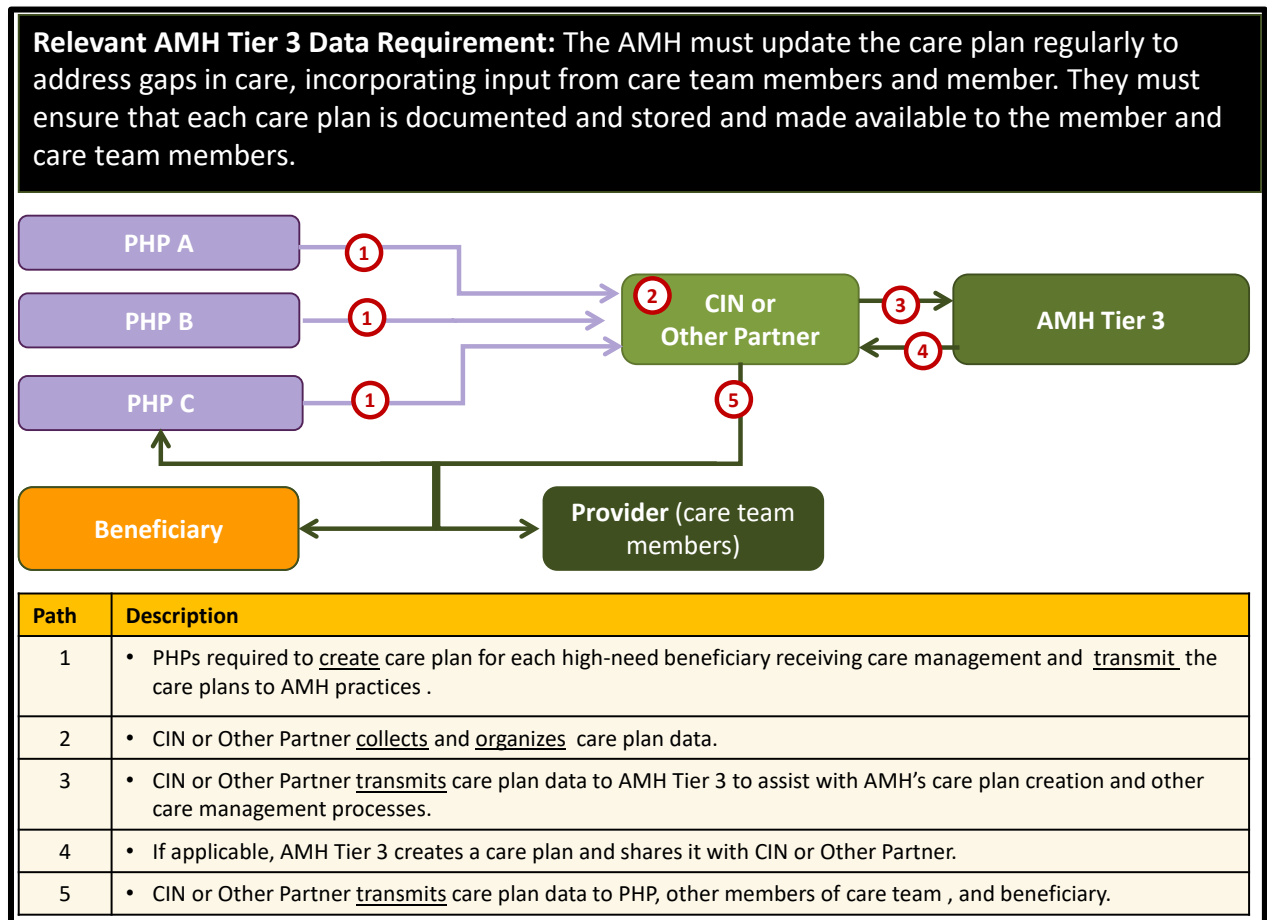 Relevant AMH Tier 3 Data Requirement: The AMH must update the care plan regularly to
address gaps in care, incorporating input from care team members and member. They must
ensure that each care plan is documented and stored and made available to the member and
care team members.
PHP A
1
PHP B
1
PHP C
1
2
CIN or
Other Partner
3
4
AMH Tier 3
5
Beneficiary
Provider (care team
members)
Path Description
1 • PHPs required to create care plan for each high-need beneficiary receiving care management and transmit the
care plans to AMH practices .
2 • CIN or Other Partner collects and organizes care plan data.
3 • CIN or Other Partner transmits care plan data to AMH Tier 3 to assist with AMH's care plan creation and other
care management processes.
4 • If applicable, AMH Tier 3 creates a care plan and shares it with CIN or Other Partner.
5 • CIN or Other Partner transmits care plan data to PHP, other members of care team , and beneficiary.